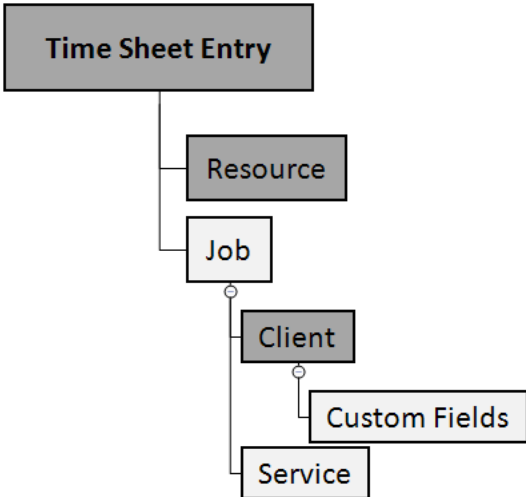 Time Sheet Entry
Resource
Job
Client
Custom Fields
Service